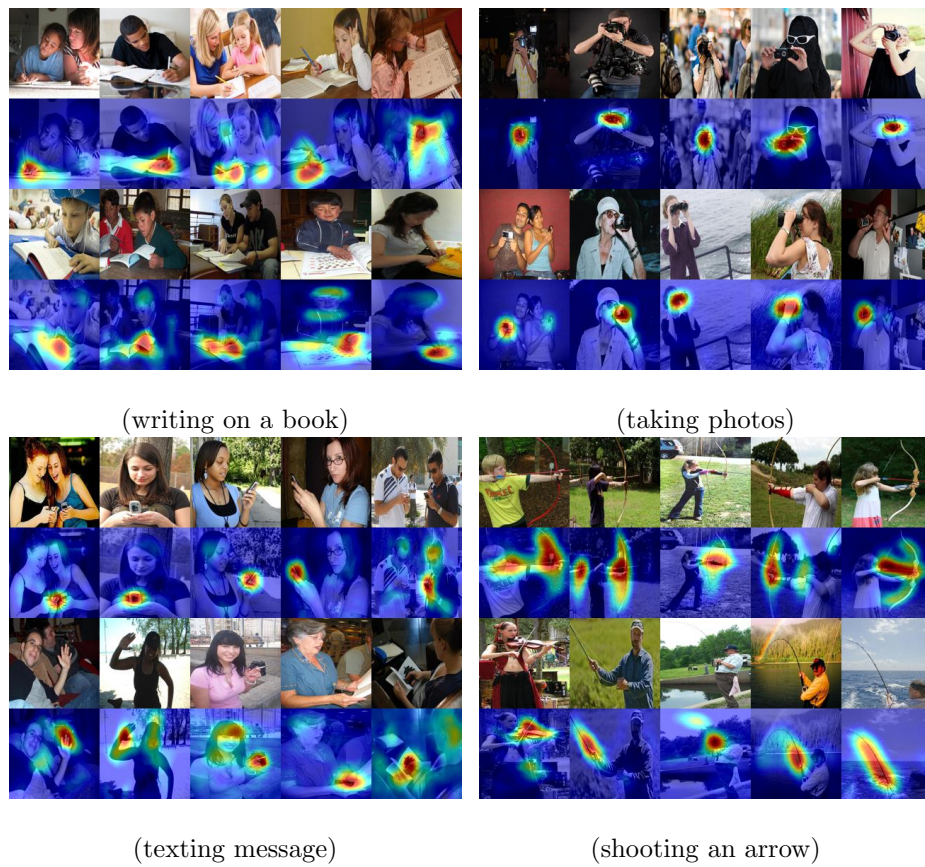 (writing on a book)
(taking photos)
(texting message)
(shooting an arrow)